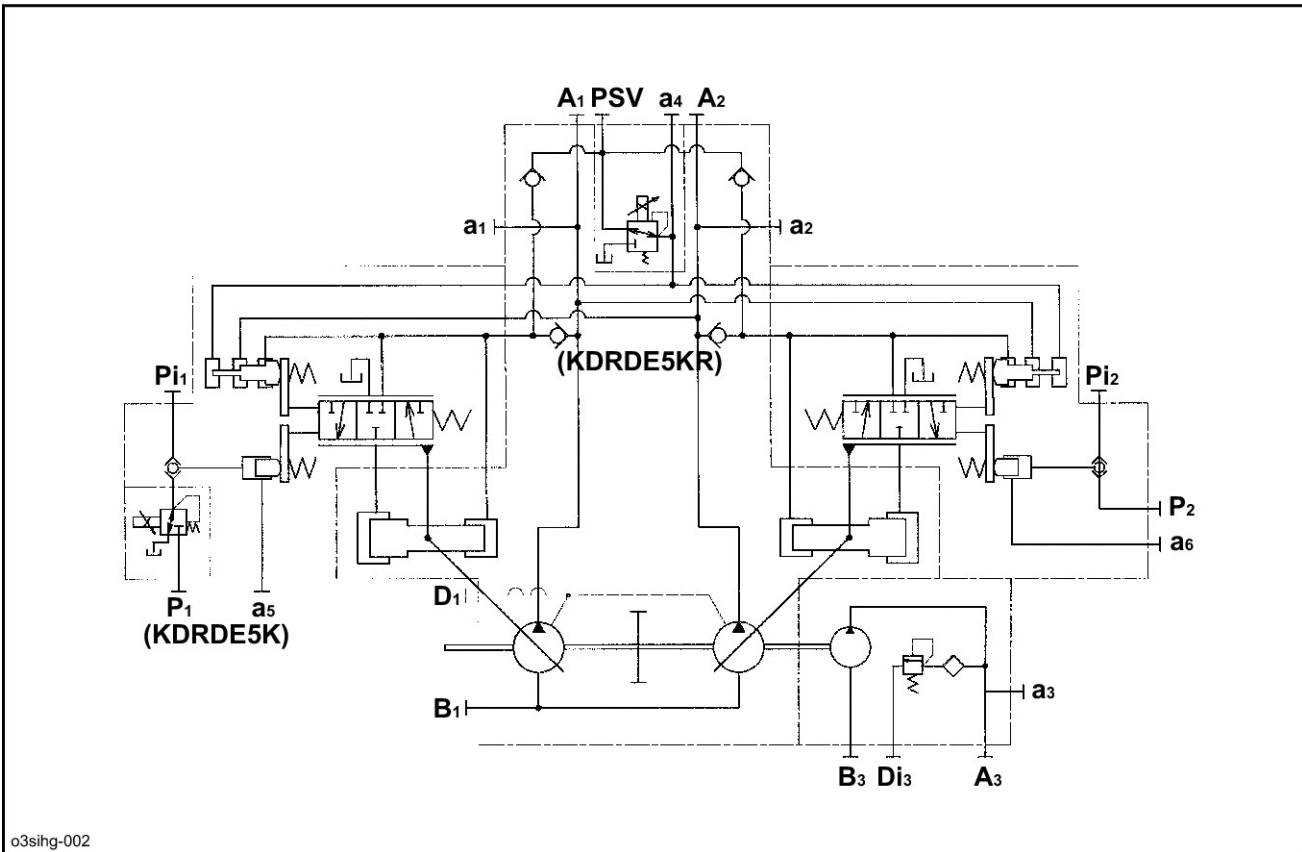 A1 PSV a4 A2
a1 a2
(KDRDE5KR)
Pi1 Pi2
P2
a6
P1 a5 D1
(KDRDE5K)
B1 a3
B3 Di3 A3
o3sihg-002